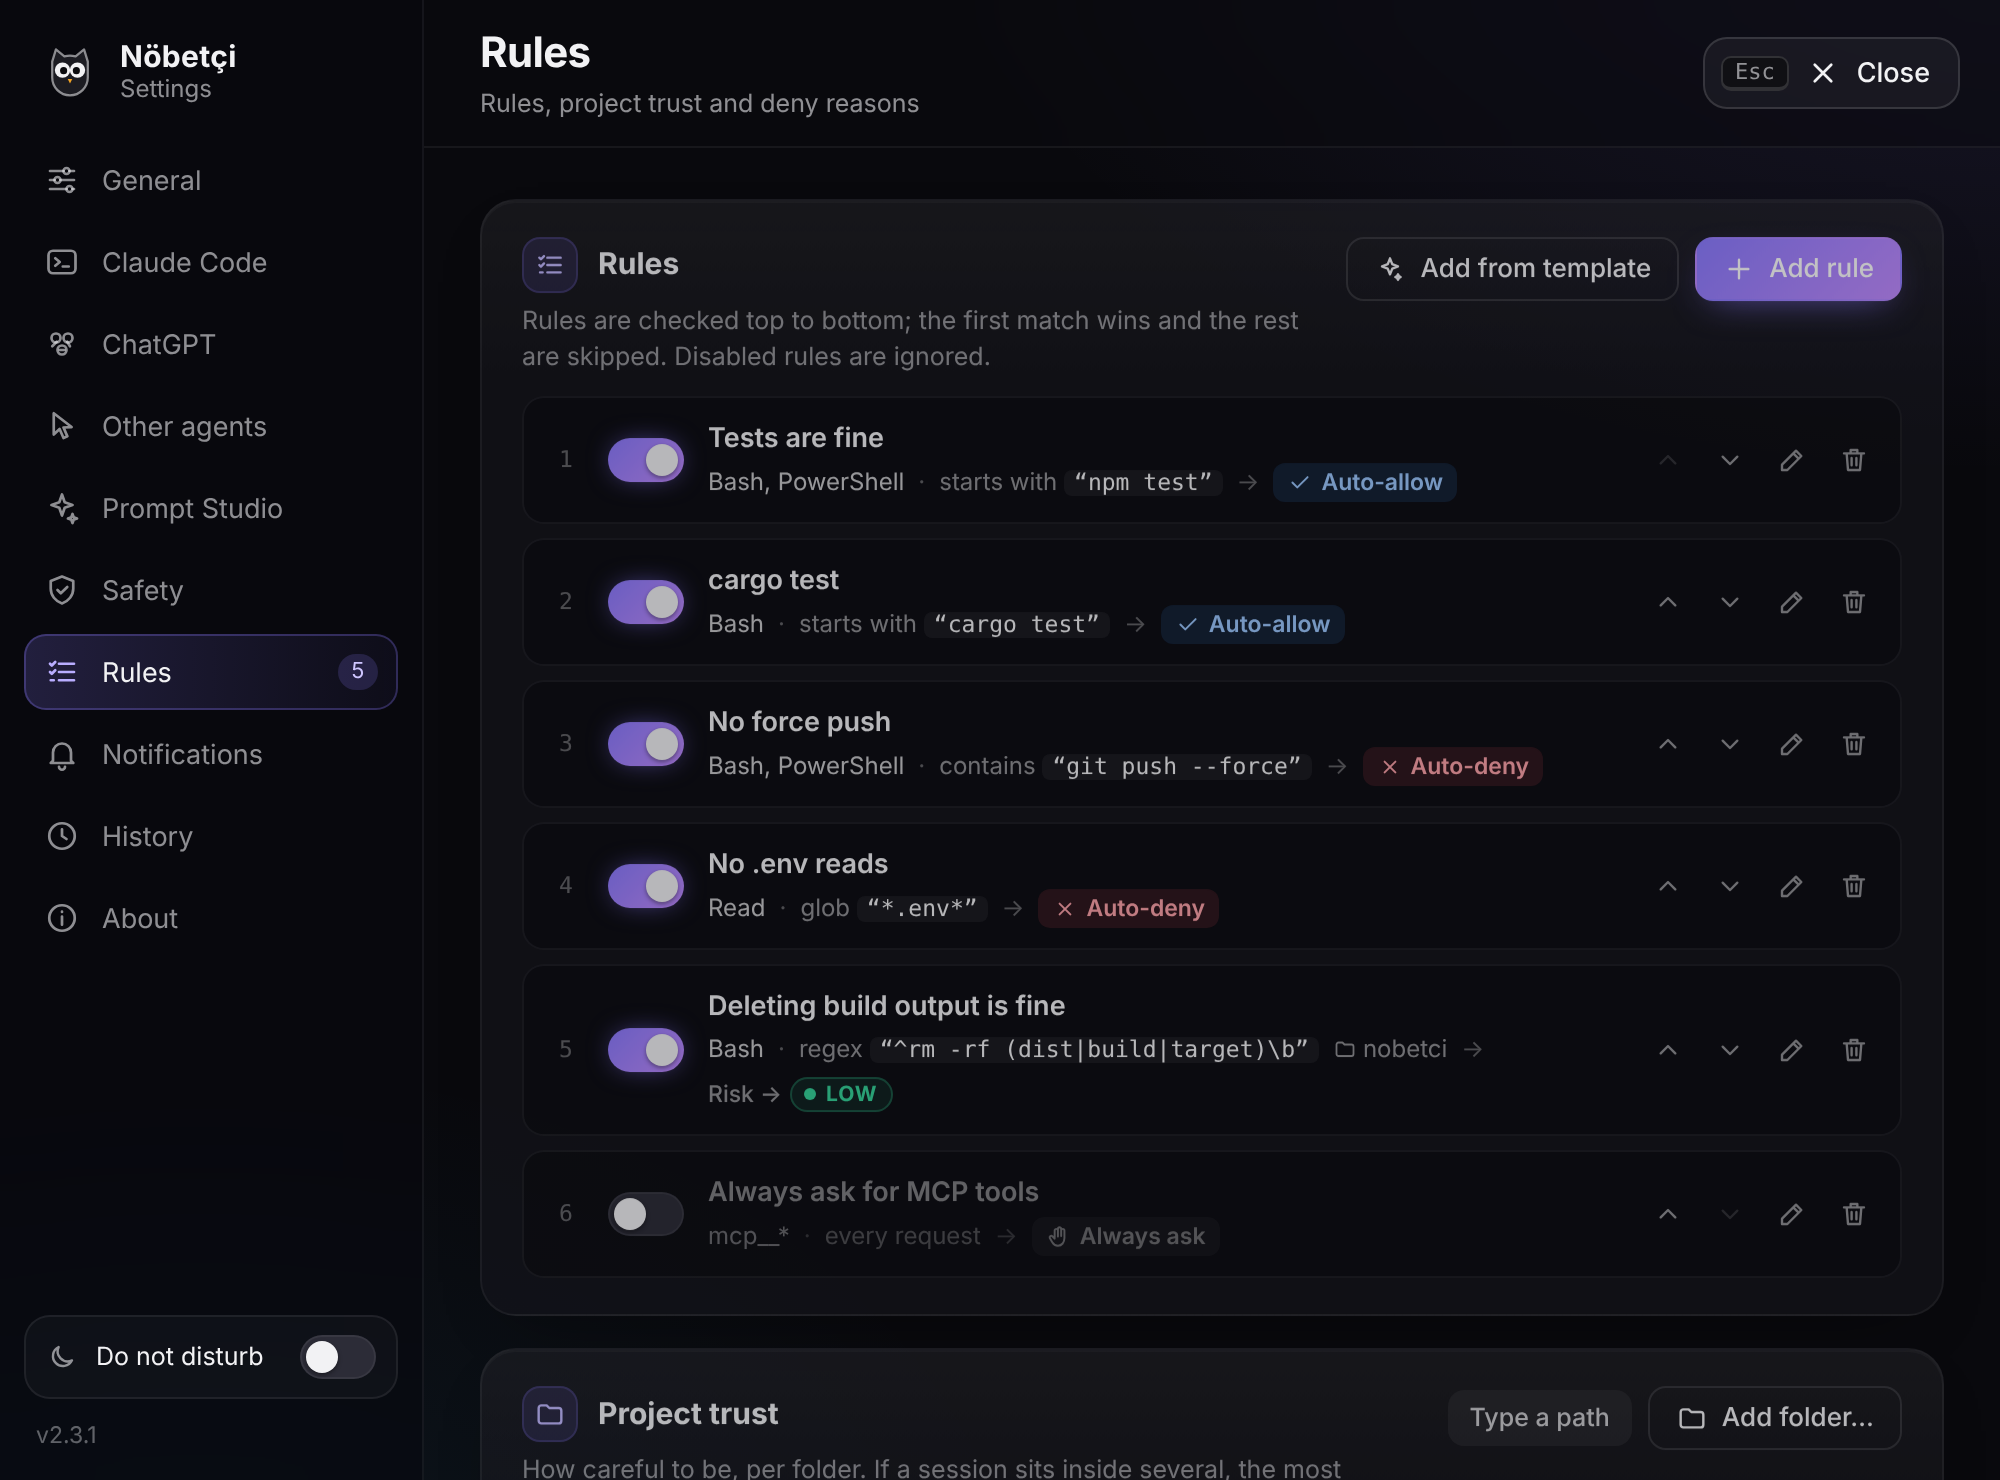 Nöbetçi
Settings
General
Claude Code
ChatGPT
Other agents
Prompt Studio
Safety
Rules 5
Notifications
History
About
Do not disturb
v2.3.1
Rules
Rules, project trust and deny reasons
Esc Close
Rules
Add from template
Add rule
Rules are checked top to bottom; the first match wins and the rest
are skipped. Disabled rules are ignored.
1 Tests are fine
Bash, PowerShell · starts with “npm test” → Auto-allow
2 cargo test
Bash · starts with “cargo test” → Auto-allow
3 No force push
Bash, PowerShell · contains “git push --force” → Auto-deny
4 No .env reads
Read · glob “*.env*” → Auto-deny
5 Deleting build output is fine
Bash · regex “^rm -rf (dist|build|target)\b” nobetci →
Risk → LOW
6 Always ask for MCP tools
mcp__* · every request → Always ask
Project trust
Type a path
Add folder...
How careful to be, per folder. If a session sits inside several, the most